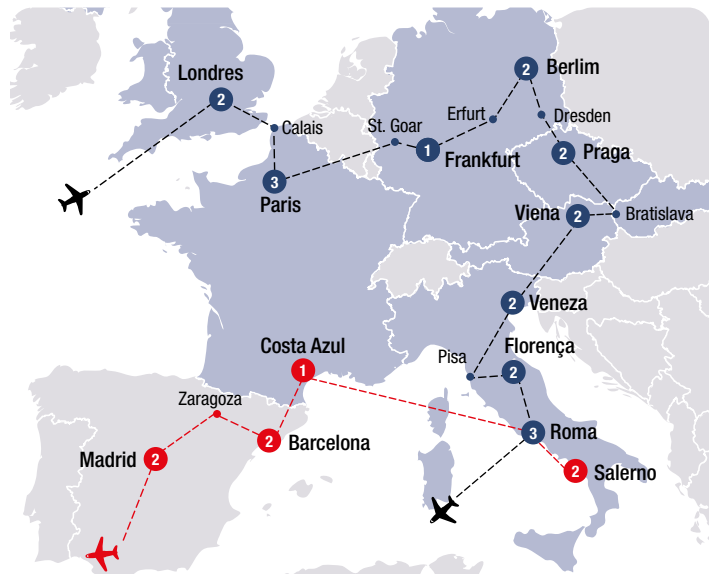 Londres
2
Calais
3
Paris
St. Goar
1
Frankfurt
Erfurt
2
Berlim
Dresden
2
Praga
Viena
2
Bratislava
2
Veneza
Pisa
Florença
2
3
Roma
2
Salerno
Costa Azul
1
Zaragoza
2
Barcelona
Madrid
2